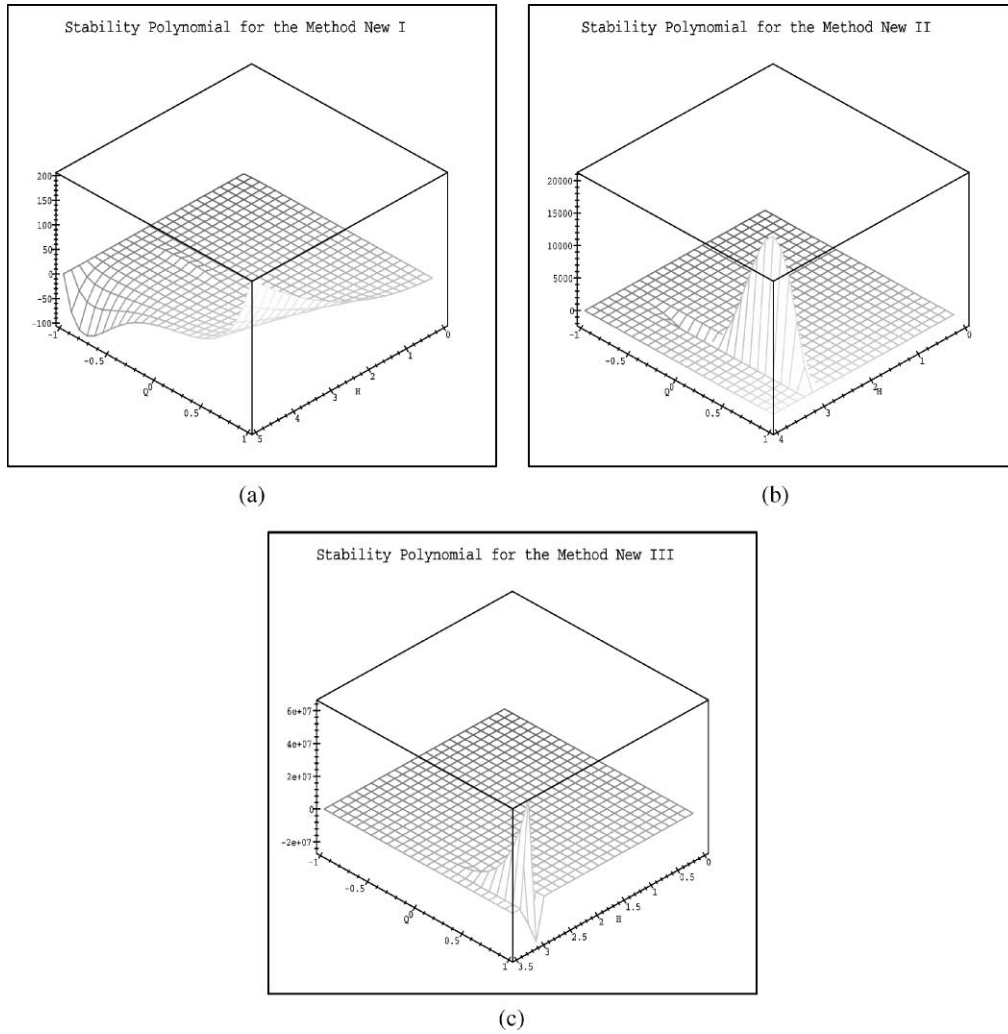 Stability Polynomial for the Method New I
200
150
100
50
0
-50
-100
-1
-0.5
0
Q
0.5
1
5
4
3
H
2
1
0
(a)
Stability Polynomial for the Method New II
20000
15000
10000
5000
0
-1
-0.5
0
Q
0.5
1
4
3
2
H
1
0
(b)
Stability Polynomial for the Method New III
6e+07
4e+07
2e+07
0
-2e+07
-1
-0.5
0
Q
0.5
1
3.5
3
2.5
2
H
1.5
1
0.5
0
(c)